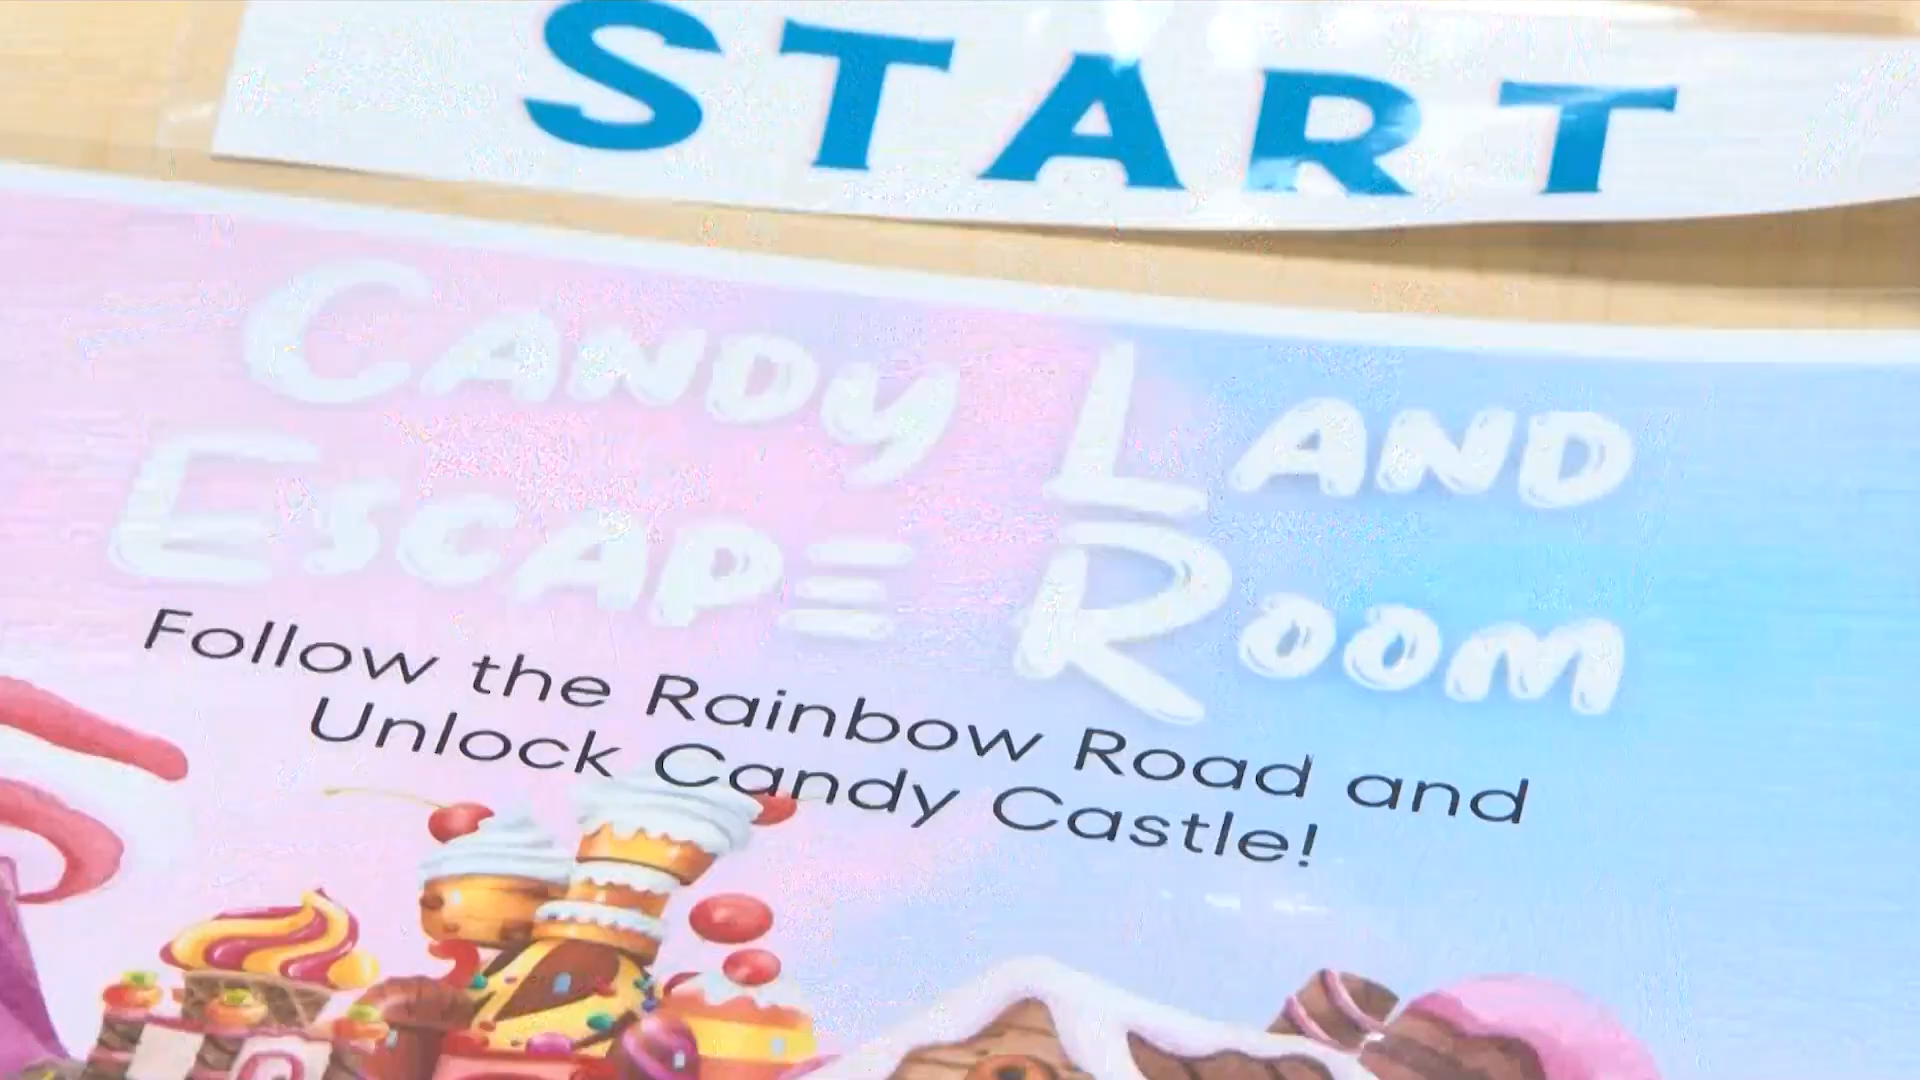 START
CANDY LAND
ESCAPE ROOM
Follow the Rainbow Road and
Unlock Candy Castle!